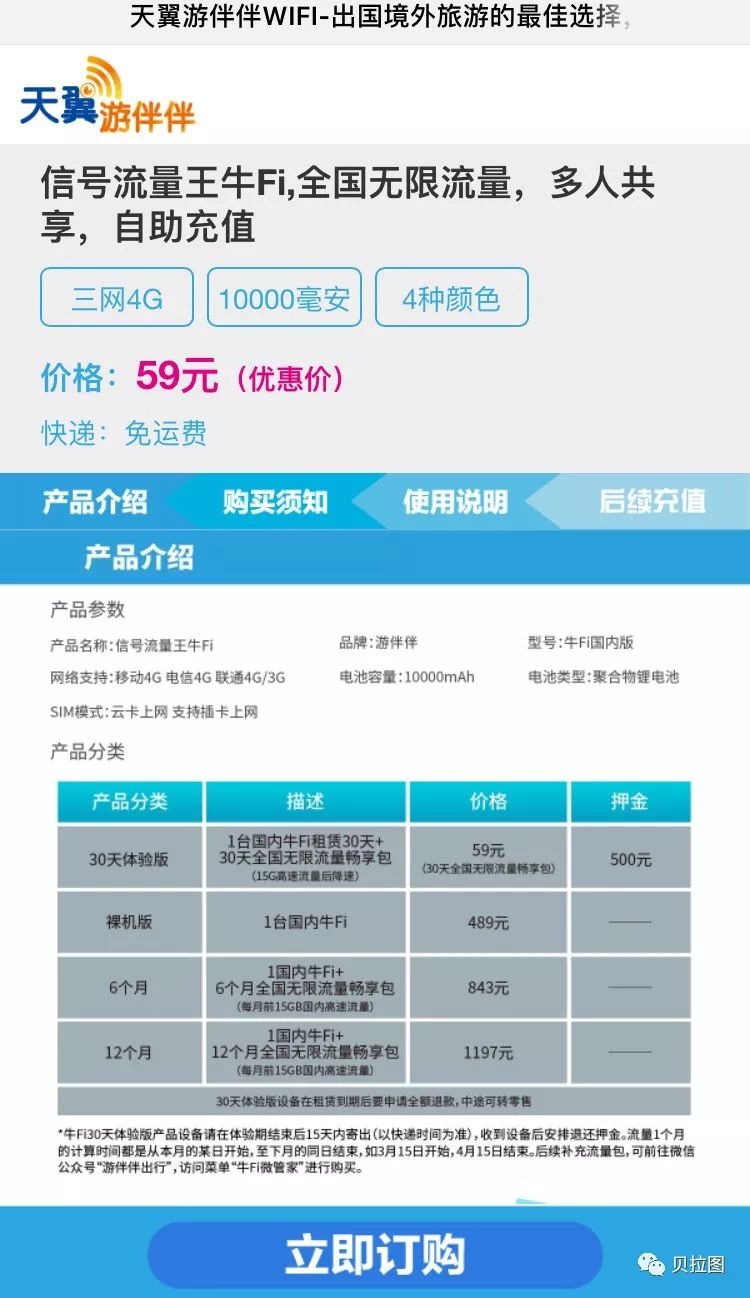 天翼游伴伴WIFI-出国境外旅游的最佳选择，
天翼游伴伴
信号流量王牛Fi,全国无限流量，多人共
享，自助充值
三网4G 10000毫安 4种颜色
价格：59元（优惠价）
快递：免运费
产品介绍 购买须知 使用说明 后续充值
产品介绍
产品参数
产品名称:信号流量王牛Fi 品牌:游伴伴 型号:牛Fi国内版
网络支持:移动4G 电信4G 联通4G/3G 电池容量:10000mAh 电池类型:聚合物锂电池
SIM模式:云卡上网 支持插卡上网
产品分类
产品分类 描述 价格 押金
30天体验版
1台国内牛Fi租赁30天+
30天全国无限流量畅享包
(15G高速流量后降速)
59元
(30天全国无限流量畅享包)
500元
裸机版 1台国内牛Fi 489元 ——
6个月
1国内牛Fi+
6个月全国无限流量畅享包
(每月前15GB国内高速流量)
843元 ——
12个月
1国内牛Fi+
12个月全国无限流量畅享包
(每月前15GB国内高速流量)
1197元 ——
30天体验版设备在租赁到期后要申请全额退款,中途可转零售
*牛Fi30天体验版产品设备请在体验期结束后15天内寄出(以快递时间为准),收到设备后安排退还押金。流量1个月
的计算时间都是从本月的某日开始,至下月的同日结束,如3月15日开始,4月15日结束。后续补充流量包,可前往微信
公众号“游伴伴出行”,访问菜单“牛Fi微管家”进行购买。
立即订购
贝拉图